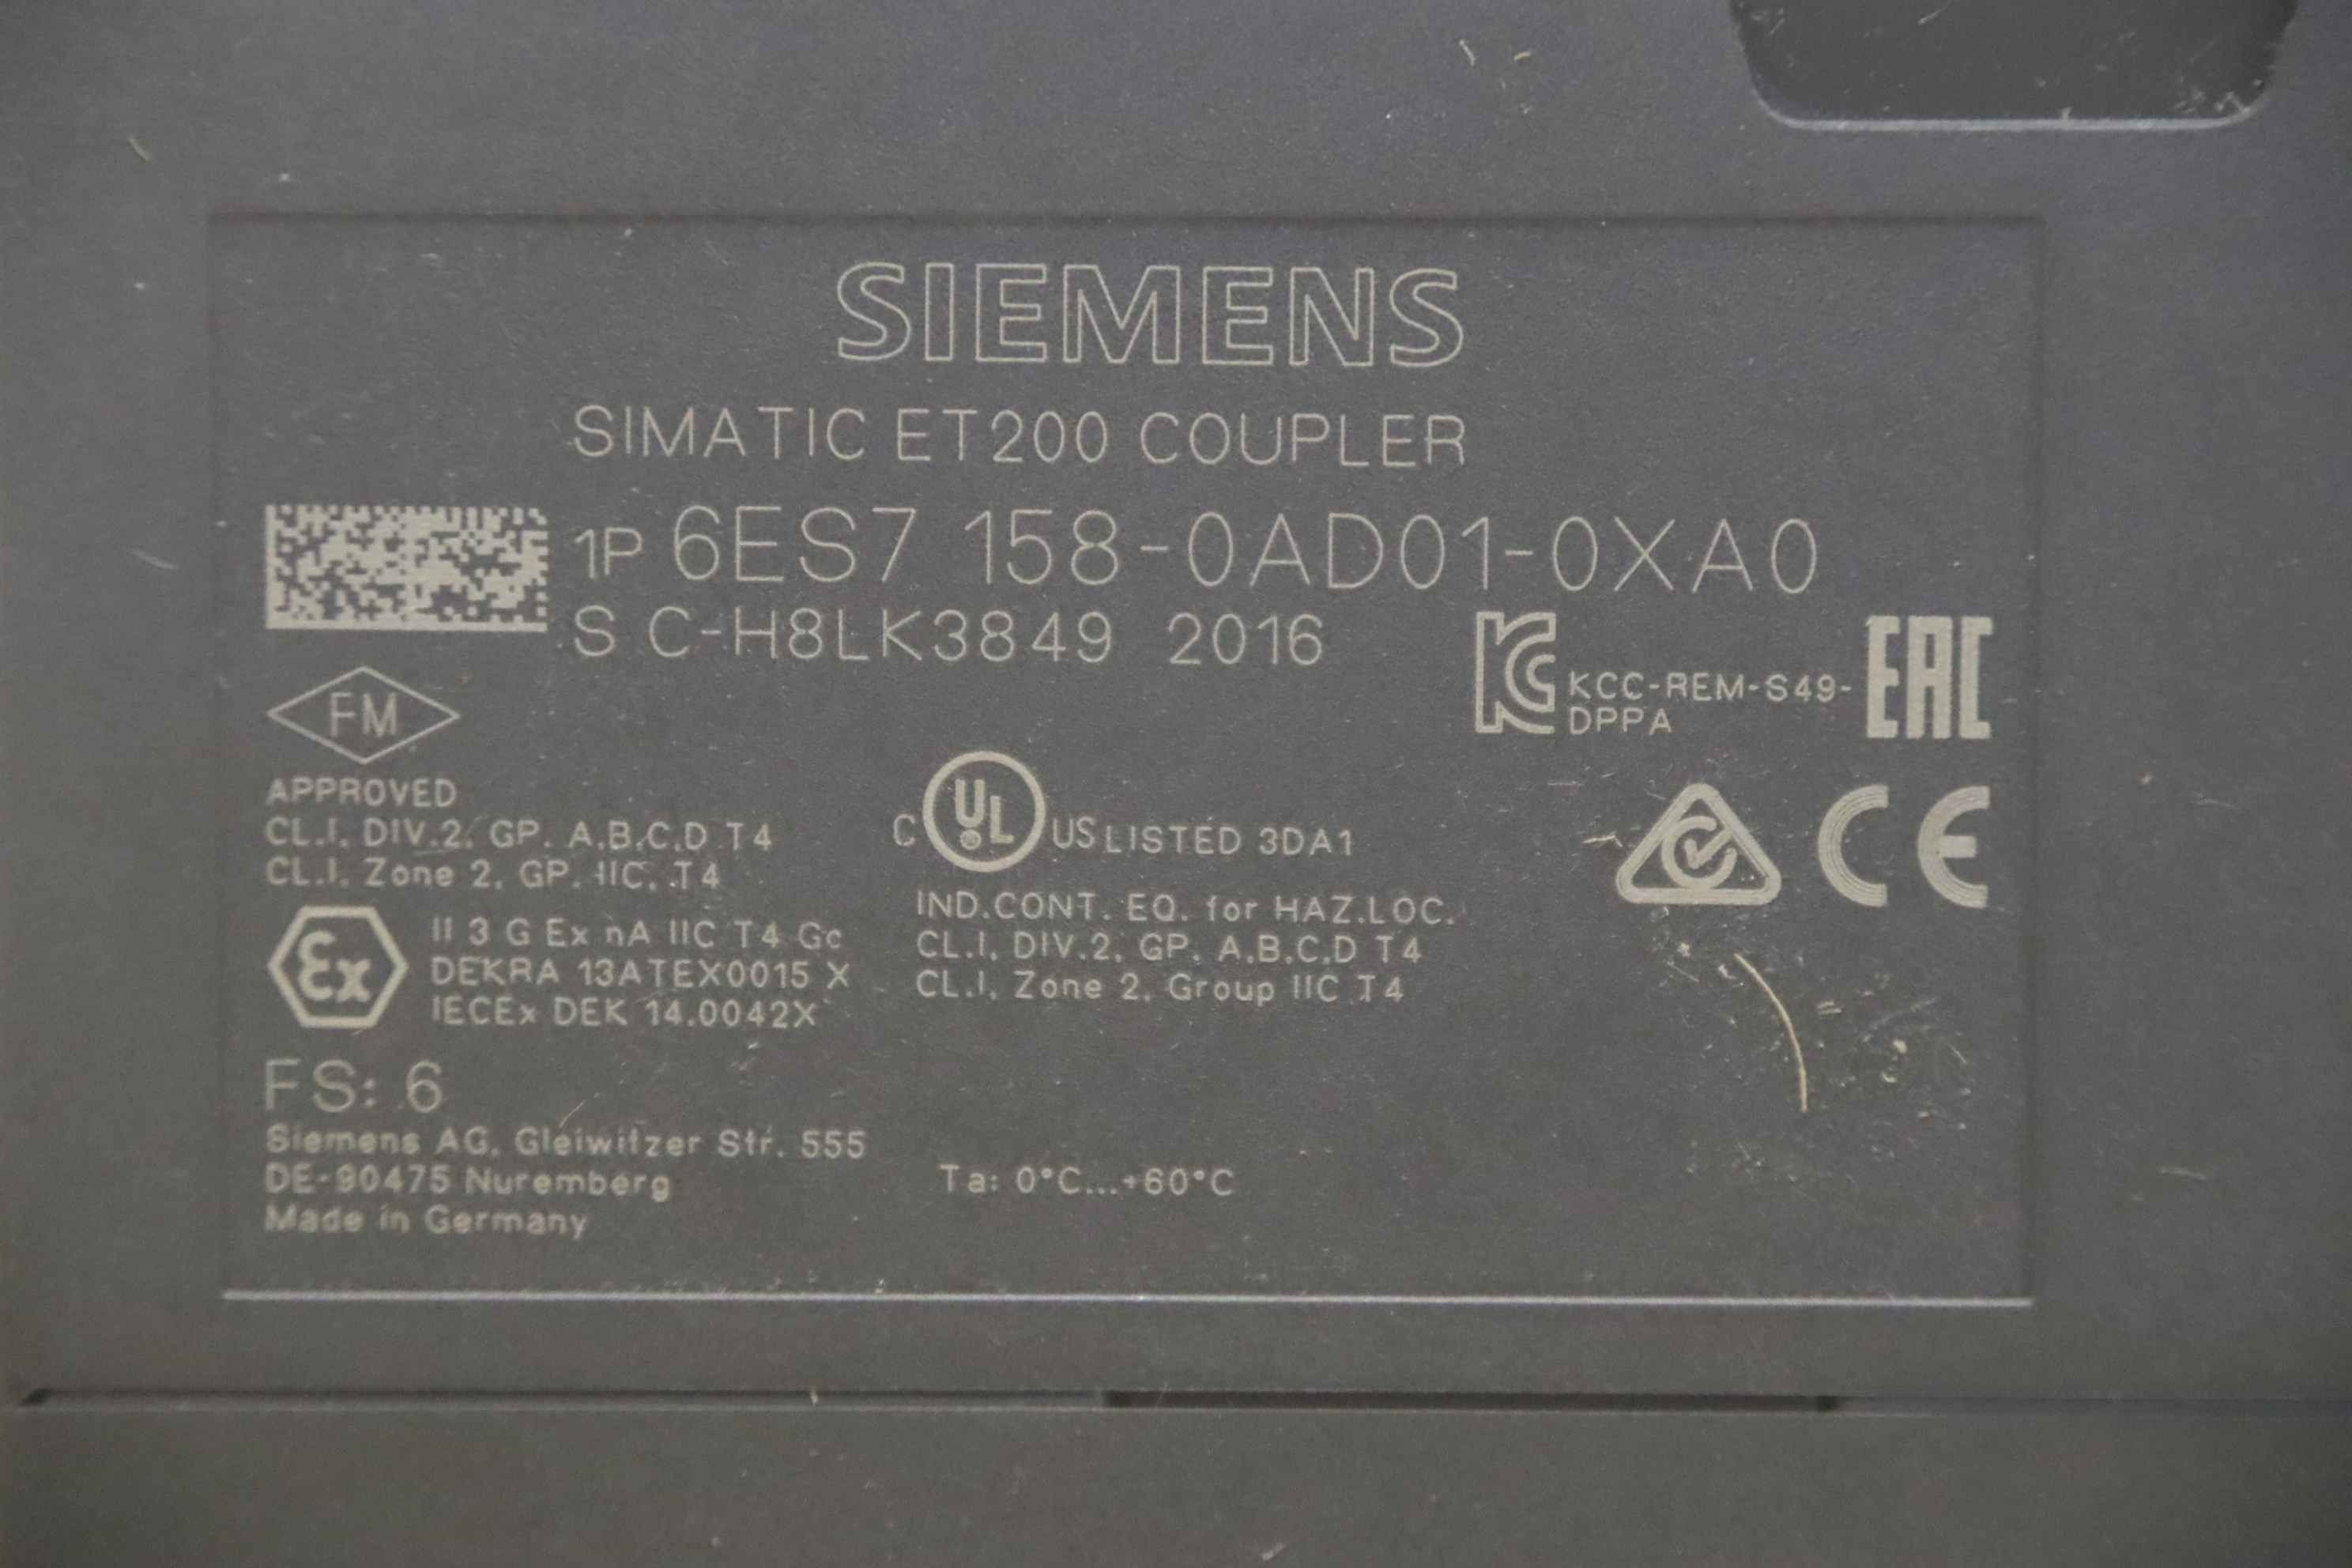 SIEMENS
SIMATIC ET200 COUPLER
1P 6ES7 158-0AD01-0XA0
S C-H8LK3849 2016
KCC-REM-S49-
DPPA
EAC
FM
APPROVED
CL.I, DIV.2, GP. A.B.C.D T4
CL.I, Zone 2, GP. IIC, T4
Ex
II 3 G Ex nA IIC T4 Gc
DEKRA 13ATEX0015 X
IECEx DEK 14.0042X
C UL US LISTED 3DA1
IND.CONT. EQ. for HAZ.LOC.
CL.I, DIV.2, GP. A.B.C.D T4
CL.I, Zone 2, Group IIC T4
CE
FS: 6
Siemens AG, Gleiwitzer Str. 555
DE-90475 Nuremberg
Made in Germany
Ta: 0°C...+60°C